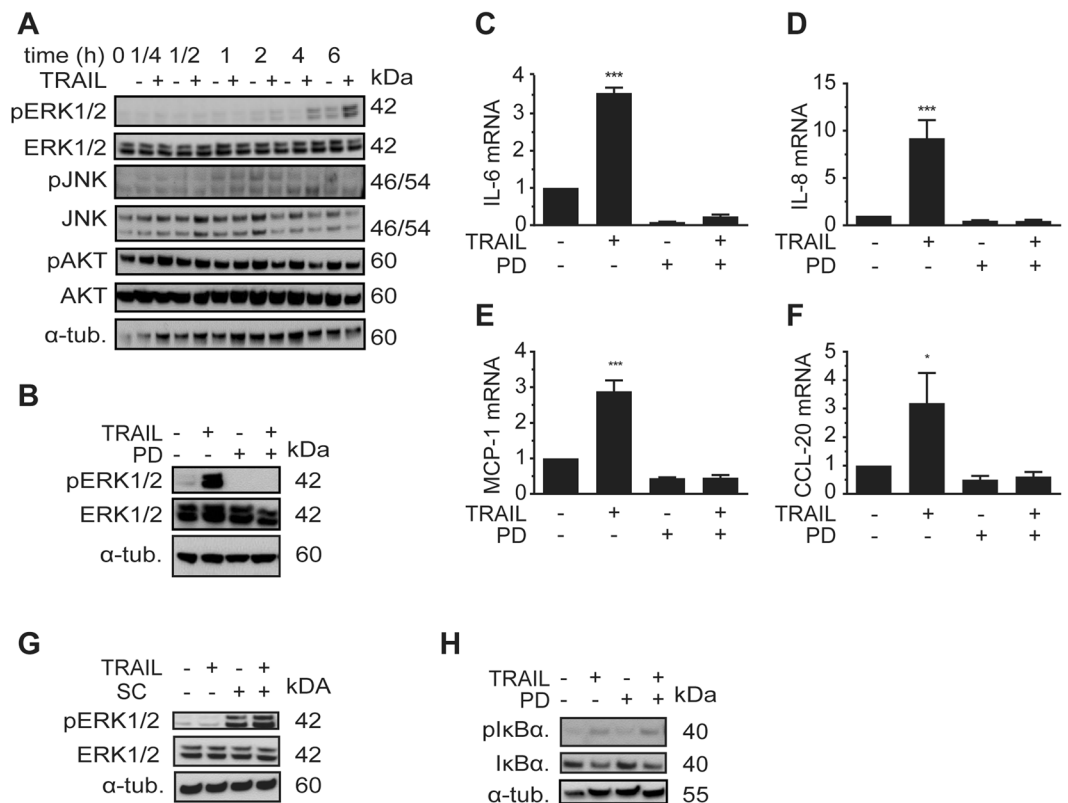 A
time (h) 0 1/4 1/2 1 2 4 6
TRAIL - + - + - + - + - + - + kDa
pERK1/2 42
ERK1/2 42
pJNK 46/54
JNK 46/54
pAKT 60
AKT 60
α-tub. 60
B
TRAIL - + - + kDa
PD - - + +
pERK1/2 42
ERK1/2 42
α-tub. 60
C
IL-6 mRNA
4
3
2
1
0
***
TRAIL - + - +
PD - - + +
D
IL-8 mRNA
15
10
5
0
***
TRAIL - + - +
PD - - + +
E
MCP-1 mRNA
4
3
2
1
0
***
TRAIL - + - +
PD - - + +
F
CCL-20 mRNA
5
4
3
2
1
0
*
TRAIL - + - +
PD - - + +
G
TRAIL - + - +
SC - - + + kDA
pERK1/2 42
ERK1/2 42
α-tub. 60
H
TRAIL - + - +
PD - - + + kDa
pIκBα. 40
IκBα. 40
α-tub. 55